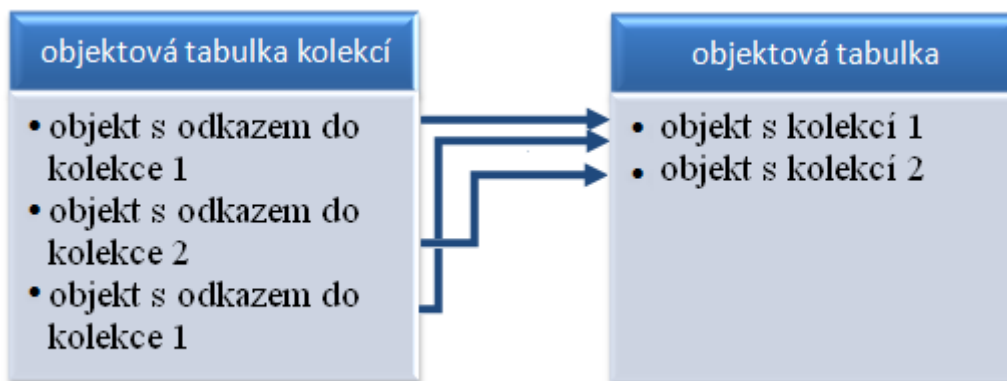 objektová tabulka kolekcí
• objekt s odkazem do
kolekce 1
• objekt s odkazem do
kolekce 2
• objekt s odkazem do
kolekce 1
objektová tabulka
• objekt s kolekcí 1
• objekt s kolekcí 2